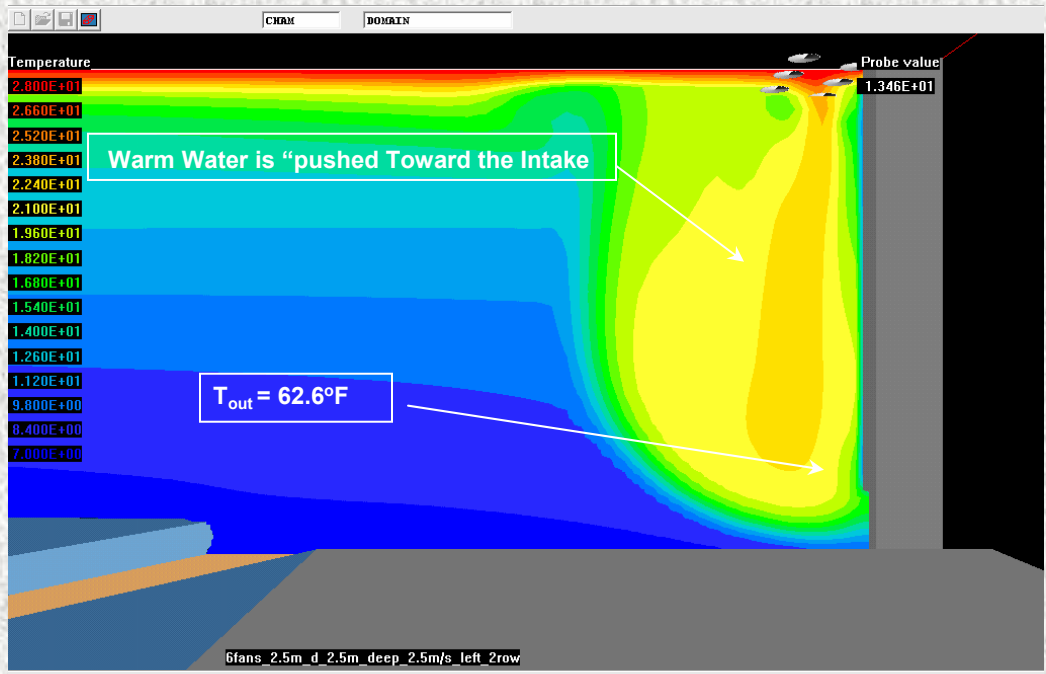 CHAM
DOMAIN
Temperature
Probe value
2.800E+01
1.346E+01
2.660E+01
2.520E+01
2.380E+01
2.240E+01
2.100E+01
1.960E+01
1.820E+01
1.680E+01
1.540E+01
1.400E+01
1.260E+01
1.120E+01
9.800E+00
8.400E+00
7.000E+00
Warm Water is “pushed Toward the Intake
Tout = 62.6ºF
6fans_2.5m_d_2.5m_deep_2.5m/s_left_2row